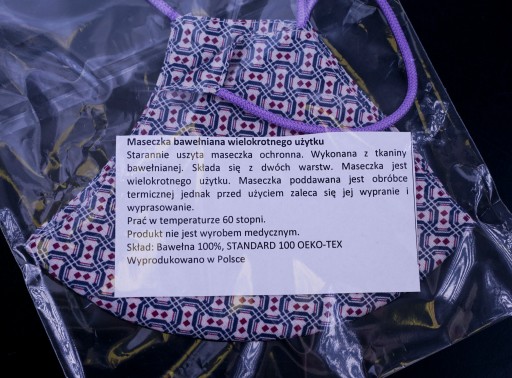 Maseczka bawełniana wielokrotnego użytku
Starannie uszyta maseczka ochronna. Wykonana z tkaniny
bawełnianej. Składa się z dwóch warstw. Maseczka jest
wielokrotnego użytku. Maseczka poddawana jest obróbce
termicznej jednak przed użyciem zaleca się jej wypranie i
wyprasowanie.
Prać w temperaturze 60 stopni.
Produkt nie jest wyrobem medycznym.
Skład: Bawełna 100%, STANDARD 100 OEKO-TEX
Wyprodukowano w Polsce